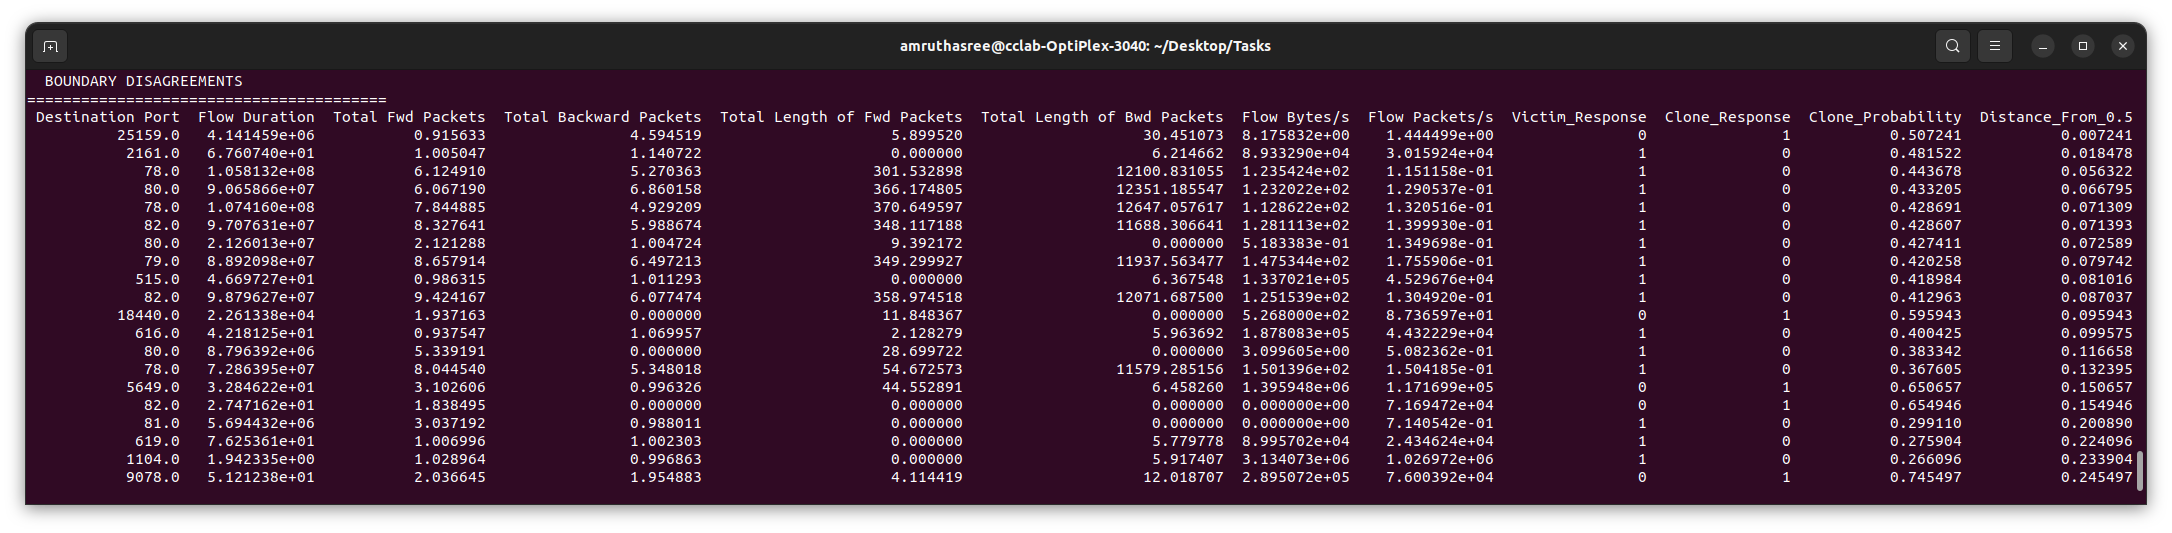 amruthasree@cclab-OptiPlex-3040: ~/Desktop/Tasks
BOUNDARY DISAGREEMENTS
========================================
Destination Port  Flow Duration  Total Fwd Packets  Total Backward Packets  Total Length of Fwd Packets  Total Length of Bwd Packets  Flow Bytes/s  Flow Packets/s  Victim_Response  Clone_Response  Clone_Probability  Distance_From_0.5
25159.0  4.141459e+06  0.915633  4.594519  5.899520  30.451073  8.175832e+00  1.444499e+00  0  1  0.507241  0.007241
2161.0  6.760740e+01  1.005047  1.140722  0.000000  6.214662  8.933290e+04  3.015924e+04  1  0  0.481522  0.018478
78.0  1.058132e+08  6.124910  5.270363  301.532898  12100.831055  1.235424e+02  1.151158e-01  1  0  0.443678  0.056322
80.0  9.065866e+07  6.067190  6.860158  366.174805  12351.185547  1.232022e+02  1.290537e-01  1  0  0.433205  0.066795
78.0  1.074160e+08  7.844885  4.929209  370.649597  12647.057617  1.128622e+02  1.320516e-01  1  0  0.428691  0.071309
82.0  9.707631e+07  8.327641  5.988674  348.117188  11688.306641  1.281113e+02  1.399930e-01  1  0  0.428607  0.071393
80.0  2.126013e+07  2.121288  1.004724  9.392172  0.000000  5.183383e-01  1.349698e-01  1  0  0.427411  0.072589
79.0  8.892098e+07  8.657914  6.497213  349.299927  11937.563477  1.475344e+02  1.755906e-01  1  0  0.420258  0.079742
515.0  4.669727e+01  0.986315  1.011293  0.000000  6.367548  1.337021e+05  4.529676e+04  1  0  0.418984  0.081016
82.0  9.879627e+07  9.424167  6.077474  358.974518  12071.687500  1.251539e+02  1.304920e-01  1  0  0.412963  0.087037
18440.0  2.261338e+04  1.937163  0.000000  11.848367  0.000000  5.268000e+02  8.736597e+01  0  1  0.595943  0.095943
616.0  4.218125e+01  0.937547  1.069957  2.128279  5.963692  1.878083e+05  4.432229e+04  1  0  0.400425  0.099575
80.0  8.796392e+06  5.339191  0.000000  28.699722  0.000000  3.099605e+00  5.082362e-01  1  0  0.383342  0.116658
78.0  7.286395e+07  8.044540  5.348018  54.672573  11579.285156  1.501396e+02  1.504185e-01  1  0  0.367605  0.132395
5649.0  3.284622e+01  3.102606  0.996326  44.552891  6.458260  1.395948e+06  1.171699e+05  0  1  0.650657  0.150657
82.0  2.747162e+01  1.838495  0.000000  0.000000  0.000000  0.000000e+00  7.169472e+04  0  1  0.654946  0.154946
81.0  5.694432e+06  3.037192  0.988011  0.000000  0.000000  0.000000e+00  7.140542e-01  1  0  0.299110  0.200890
619.0  7.625361e+01  1.006996  1.002303  0.000000  5.779778  8.995702e+04  2.434624e+04  1  0  0.275904  0.224096
1104.0  1.942335e+00  1.028964  0.996863  0.000000  5.917407  3.134073e+06  1.026972e+06  1  0  0.266096  0.233904
9078.0  5.121238e+01  2.036645  1.954883  4.114419  12.018707  2.895072e+05  7.600392e+04  0  1  0.745497  0.245497